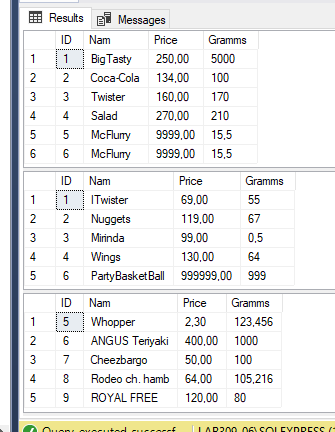 Results Messages
ID Nam Price Gramms
1 1 BigTasty 250,00 5000
2 2 Coca-Cola 134,00 100
3 3 Twister 160,00 170
4 4 Salad 270,00 210
5 5 McFlurry 9999,00 15,5
6 6 McFlurry 9999,00 15,5
ID Nam Price Gramms
1 1 ITwister 69,00 55
2 2 Nuggets 119,00 67
3 3 Mirinda 99,00 0,5
4 4 Wings 130,00 64
5 6 PartyBasketBall 999999,00 999
ID Nam Price Gramms
1 5 Whopper 2,30 123,456
2 6 ANGUS Teriyaki 400,00 1000
3 7 Cheezbargo 50,00 100
4 8 Rodeo ch. hamb 64,00 105,216
5 9 ROYAL FREE 120,00 80
Query executed successf